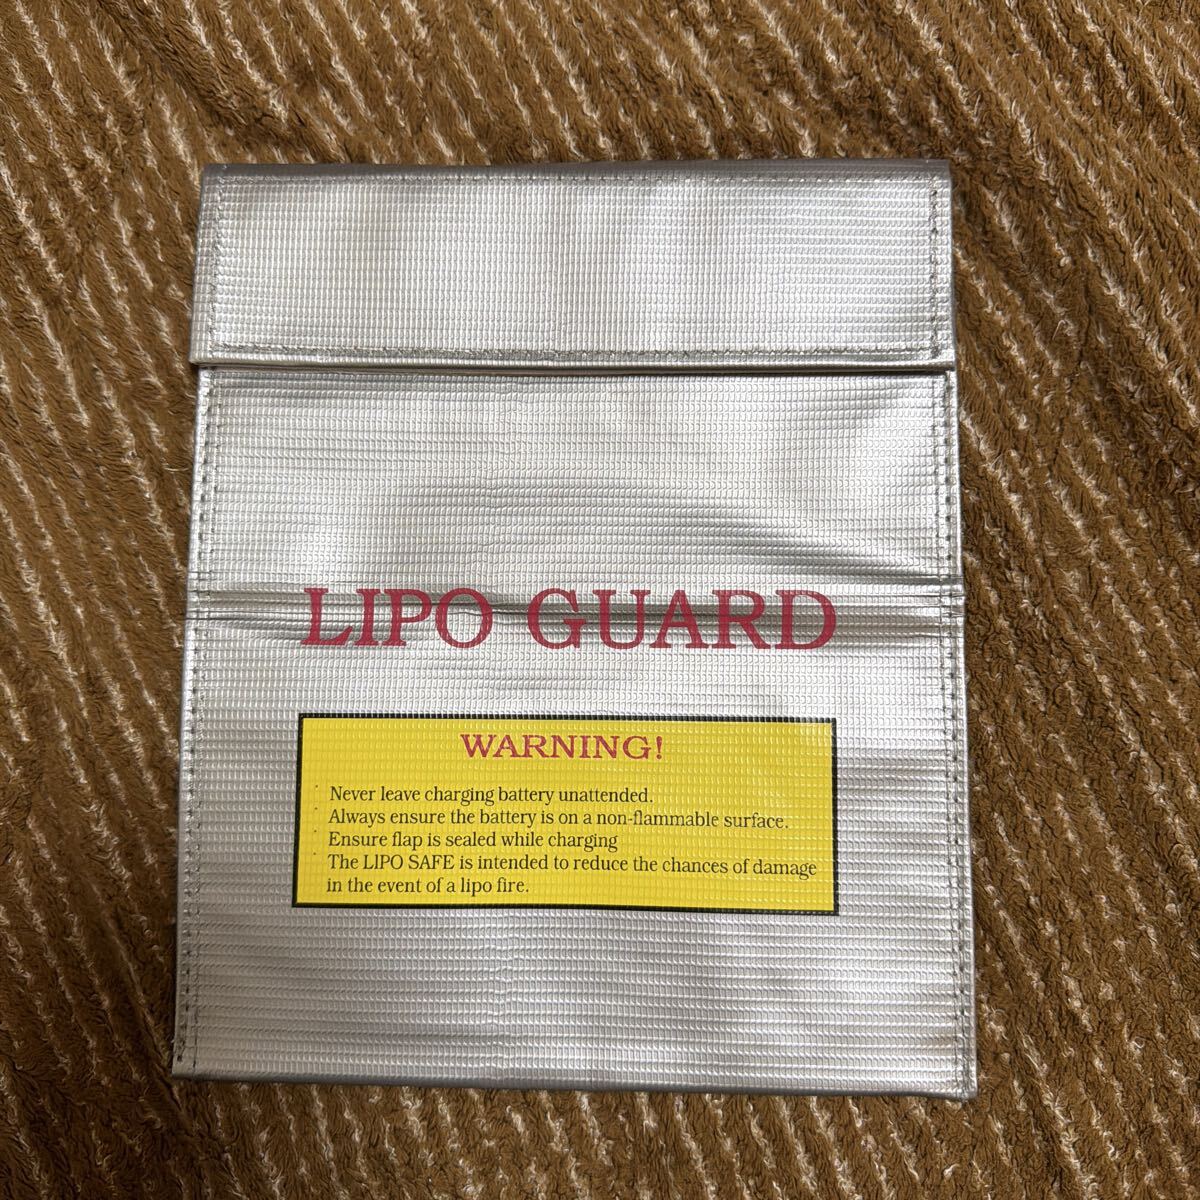 LIPO GUARD
WARNING!
Never leave charging battery unattended.
Always ensure the battery is on a non-flammable surface.
Ensure flap is sealed while charging
The LIPO SAFE is intended to reduce the chances of damage
in the event of a lipo fire.